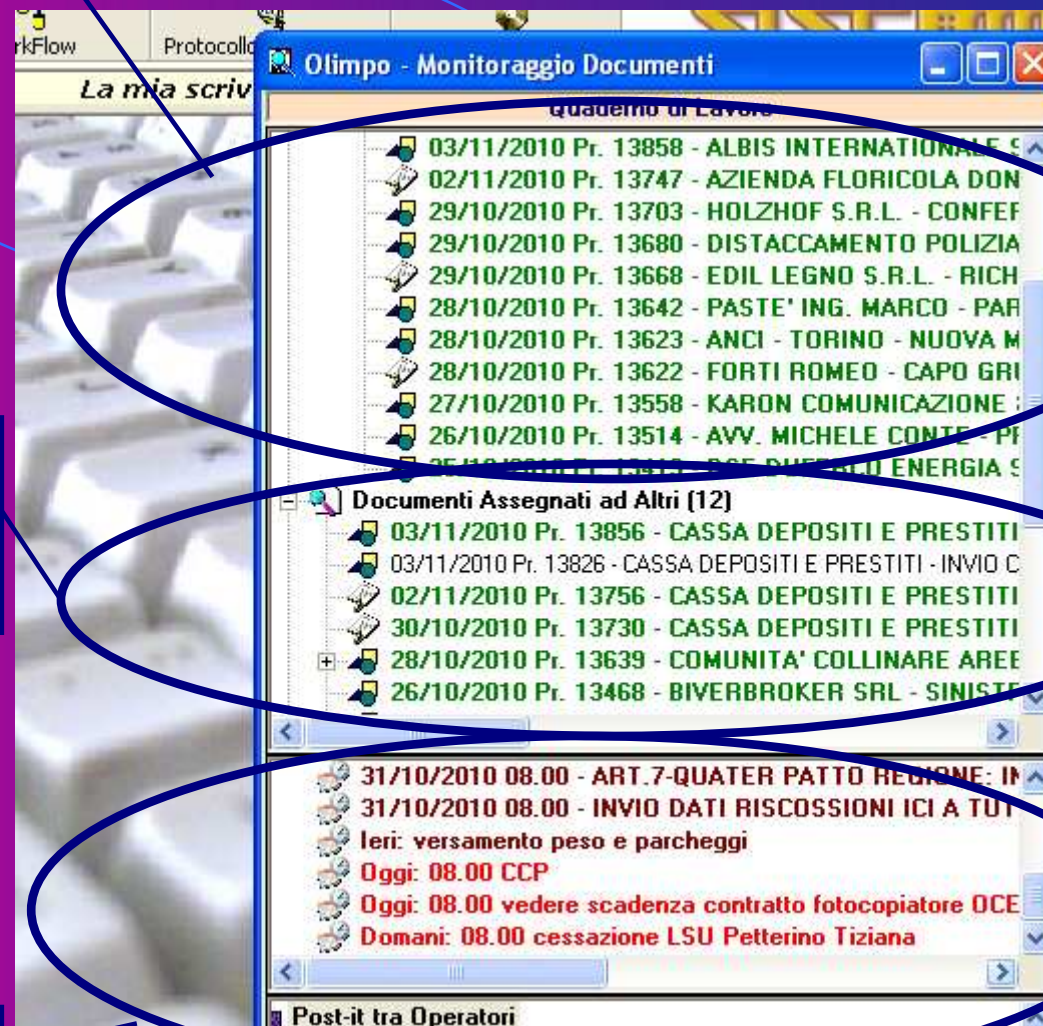 rkFlow
Protocollo
La mia scriv
Olimpo - Monitoraggio Documenti
Quaderno di Lavoro
03/11/2010 Pr. 13858 - ALBIS INTERNATIONALE S
02/11/2010 Pr. 13747 - AZIENDA FLORICOLA DON
29/10/2010 Pr. 13703 - HOLZHOF S.R.L. - CONFER
29/10/2010 Pr. 13680 - DISTACCAMENTO POLIZIA
29/10/2010 Pr. 13668 - EDIL LEGNO S.R.L. - RICH
28/10/2010 Pr. 13642 - PASTE' ING. MARCO - PAR
28/10/2010 Pr. 13623 - ANCI - TORINO - NUOVA M
28/10/2010 Pr. 13622 - FORTI ROMEO - CAPO GRU
27/10/2010 Pr. 13558 - KARON COMUNICAZIONE
26/10/2010 Pr. 13514 - AVV. MICHELE CONTE - PR
ENERGIA S
Documenti Assegnati ad Altri (12)
03/11/2010 Pr. 13856 - CASSA DEPOSITI E PRESTITI
03/11/2010 Pr. 13826 - CASSA DEPOSITI E PRESTITI - INVIO C
02/11/2010 Pr. 13756 - CASSA DEPOSITI E PRESTITI
30/10/2010 Pr. 13730 - CASSA DEPOSITI E PRESTITI
28/10/2010 Pr. 13639 - COMUNITA' COLLINARE AREE
26/10/2010 Pr. 13468 - BIVERBROKER SRL - SINISTR
31/10/2010 08.00 - ART.7-QUATER PATTO REGIONE: IN
31/10/2010 08.00 - INVIO DATI RISCOSSIONI ICI A TUT
Ieri: versamento peso e parcheggi
Oggi: 08.00 CCP
Oggi: 08.00 vedere scadenza contratto fotocopiatore OCE
Domani: 08.00 cessazione LSU Petterino Tiziana
Post-it tra Operatori